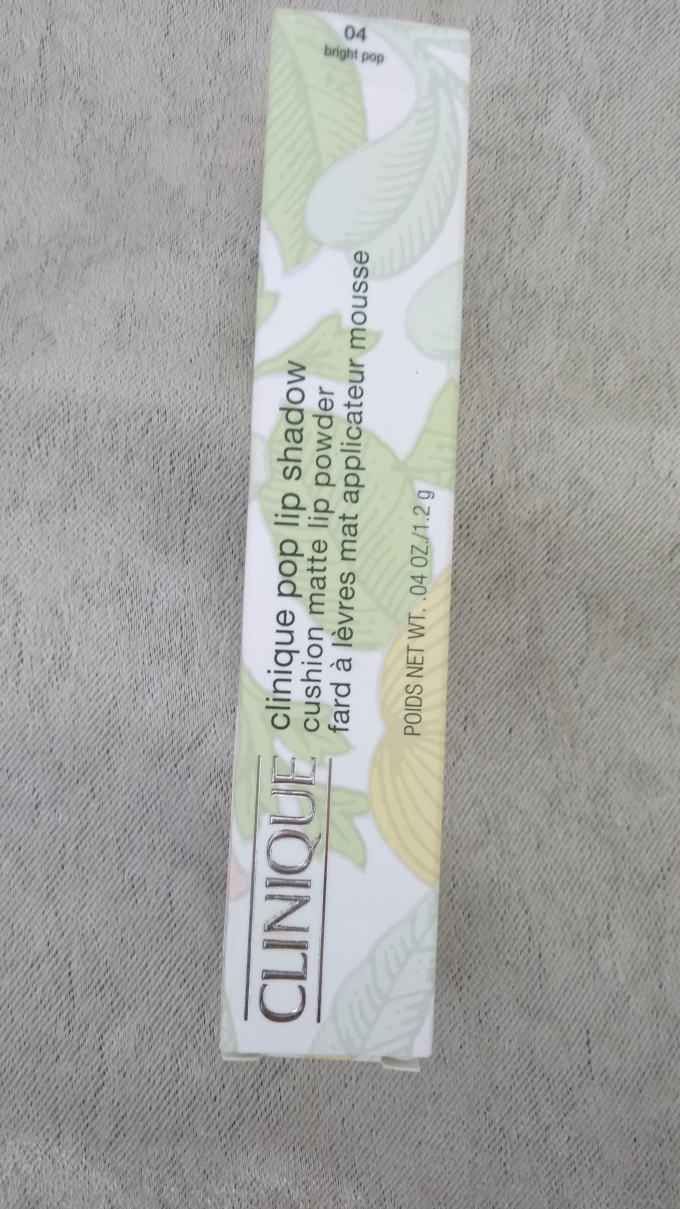 04
bright pop
CLINIQUE
clinique pop lip shadow
cushion matte lip powder
fard à lèvres mat applicateur mousse
POIDS NET WT. .04 OZ./1.2 g